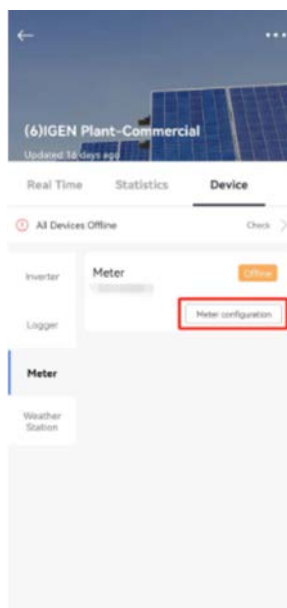 (6)IGEN Plant-Commercial
Updated 16 days ago
Real Time Statistics Device
All Devices Offline Check
Inverter
Meter Offline
Meter configuration
Logger
Meter
Weather
Station